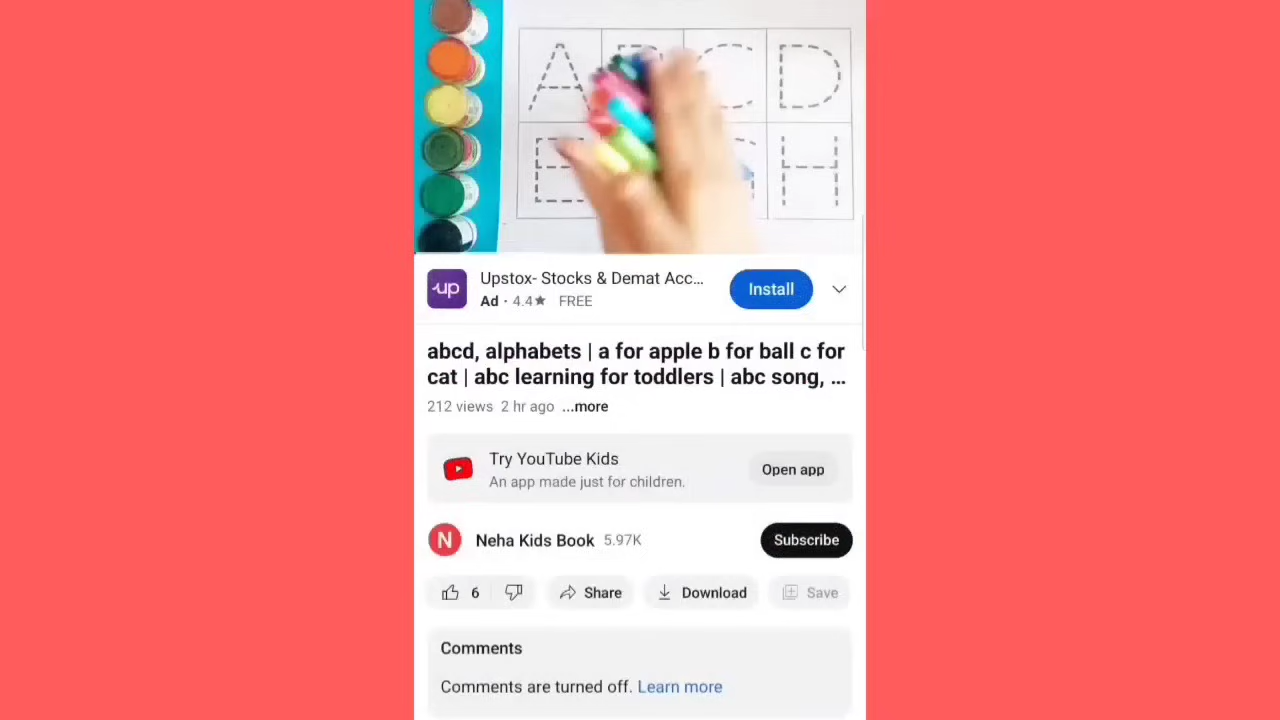 A B C D
E H
up
Upstox- Stocks & Demat Acc...
Install
Ad · 4.4★ FREE
abcd, alphabets | a for apple b for ball c for
cat | abc learning for toddlers | abc song, ...
212 views 2 hr ago ...more
Try YouTube Kids
An app made just for children.
Open app
N
Neha Kids Book 5.97K
Subscribe
6 Share Download Save
Comments
Comments are turned off. Learn more